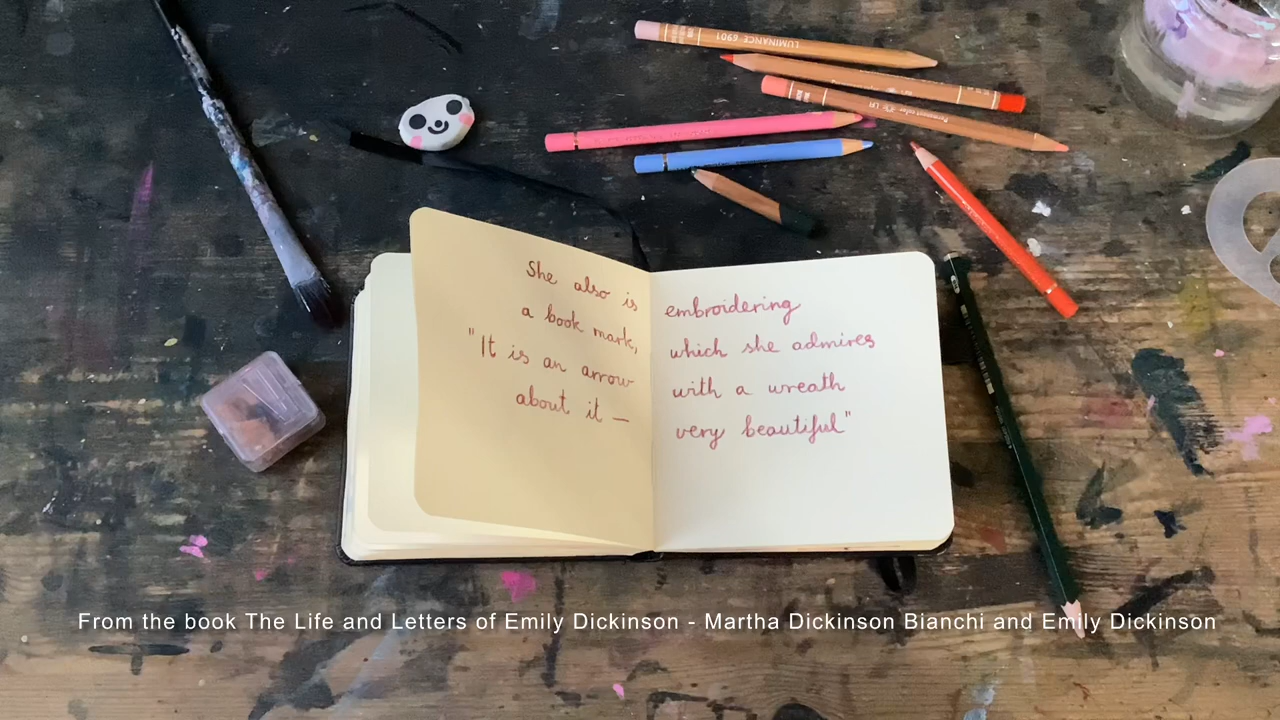 LUMINANCE 6901
She also is
a book mark,
"It is an arrow
about it —
embroidering
which she admires
with a wreath
very beautiful"
From the book The Life and Letters of Emily Dickinson - Martha Dickinson Bianchi and Emily Dickinson